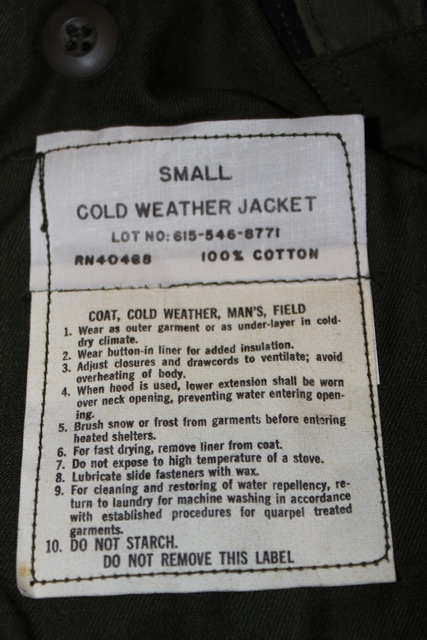 SMALL
COLD WEATHER JACKET
LOT NO: 615-546-8771
RN40488 100% COTTON
COAT, COLD WEATHER, MAN'S, FIELD
1. Wear as outer garment or as under-layer in cold-
dry climate.
2. Wear button-in liner for added insulation.
3. Adjust closures and drawcords to ventilate; avoid
overheating of body.
4. When hood is used, lower extension shall be worn
over neck opening, preventing water entering open-
ing.
5. Brush snow or frost from garments before entering
heated shelters.
6. For fast drying, remove liner from coat.
7. Do not expose to high temperature of a stove.
8. Lubricate slide fasteners with wax.
9. For cleaning and restoring of water repellency, re-
turn to laundry for machine washing in accordance
with established procedures for quarpel treated
garments.
10. DO NOT STARCH.
DO NOT REMOVE THIS LABEL